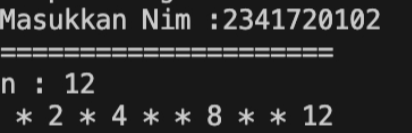 Masukkan Nim :2341720102
=====================
n : 12
* 2 * 4 * * 8 * * 12